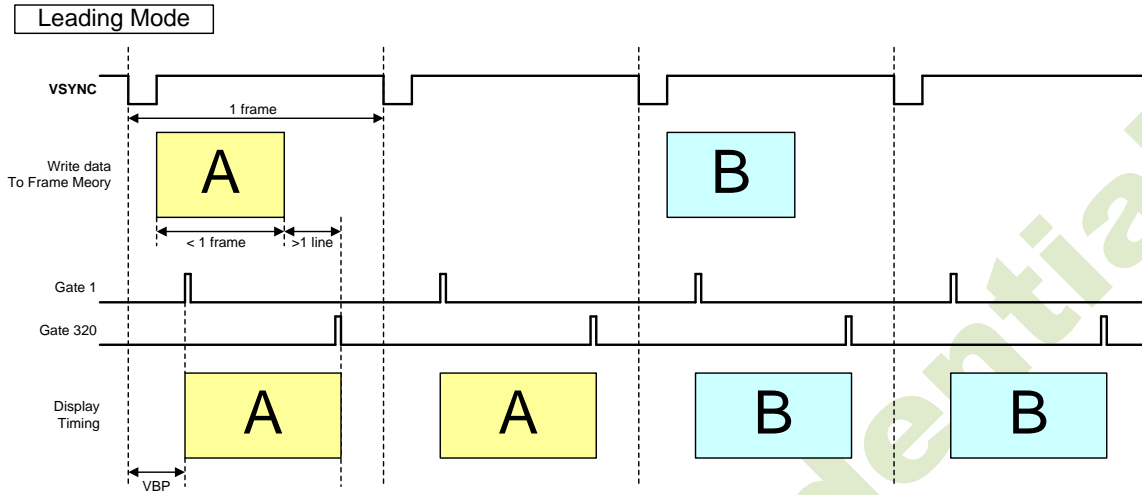 Leading Mode
VSYNC
1 frame
Write data
To Frame Meory
A
B
< 1 frame
>1 line
Gate 1
Gate 320
Display
Timing
A
A
B
B
VBP